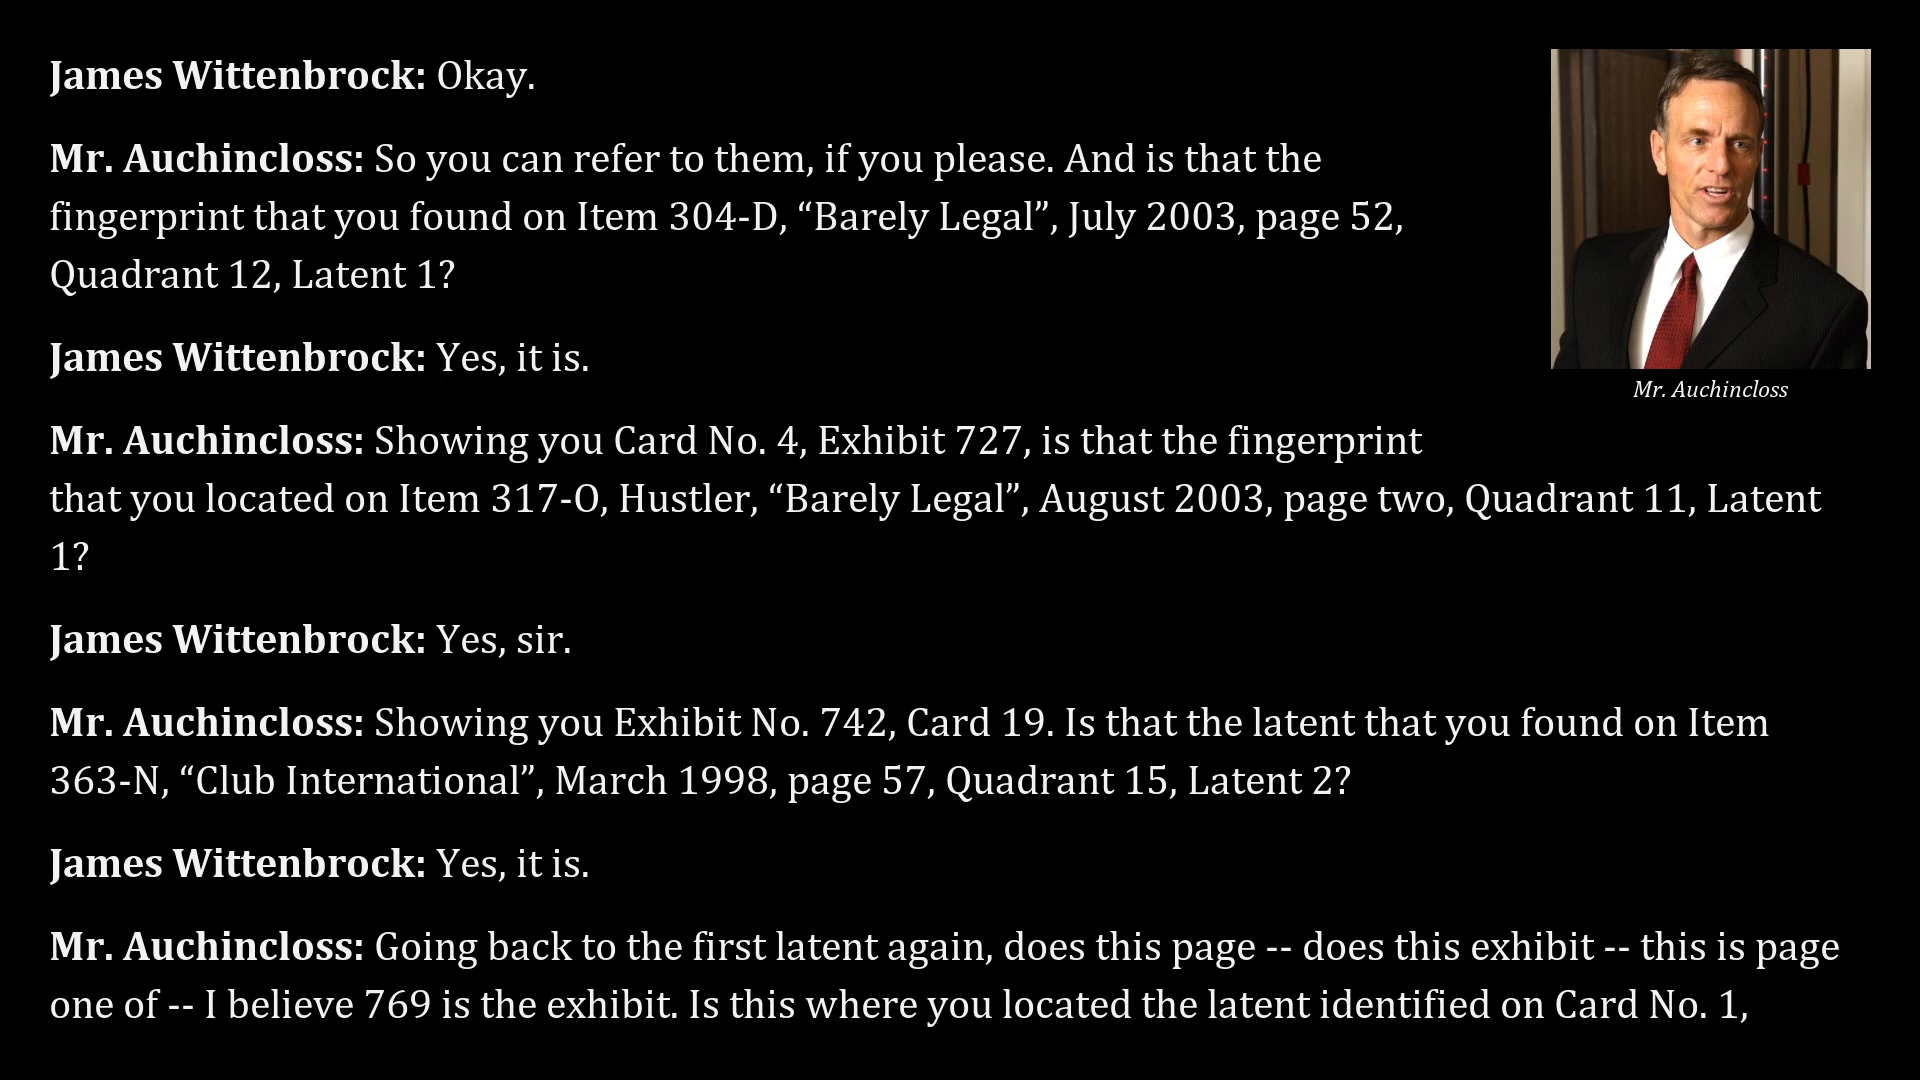 James Wittenbrock: Okay.
Mr. Auchincloss: So you can refer to them, if you please. And is that the
fingerprint that you found on Item 304-D, “Barely Legal”, July 2003, page 52,
Quadrant 12, Latent 1?
Mr. Auchincloss
James Wittenbrock: Yes, it is.
Mr. Auchincloss: Showing you Card No. 4, Exhibit 727, is that the fingerprint
that you located on Item 317-O, Hustler, “Barely Legal”, August 2003, page two, Quadrant 11, Latent
1?
James Wittenbrock: Yes, sir.
Mr. Auchincloss: Showing you Exhibit No. 742, Card 19. Is that the latent that you found on Item
363-N, “Club International”, March 1998, page 57, Quadrant 15, Latent 2?
James Wittenbrock: Yes, it is.
Mr. Auchincloss: Going back to the first latent again, does this page -- does this exhibit -- this is page
one of -- I believe 769 is the exhibit. Is this where you located the latent identified on Card No. 1,